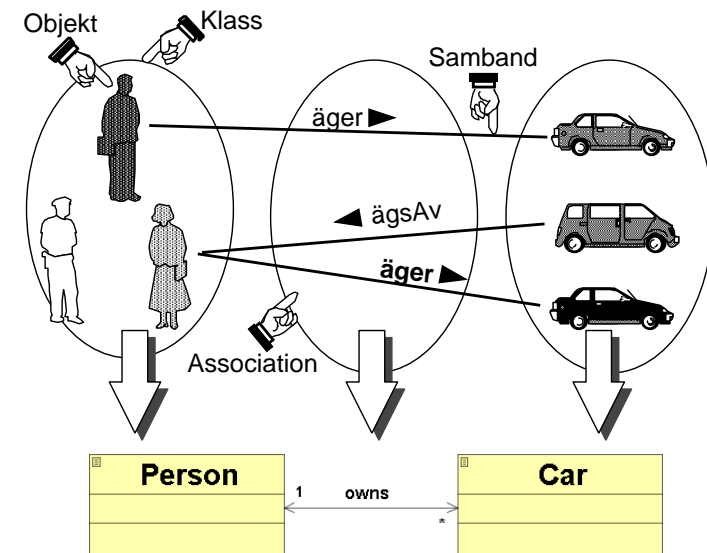 Objekt
Klass
Samband
äger
ägsAv
äger
Association
Person
Car
1
owns
*